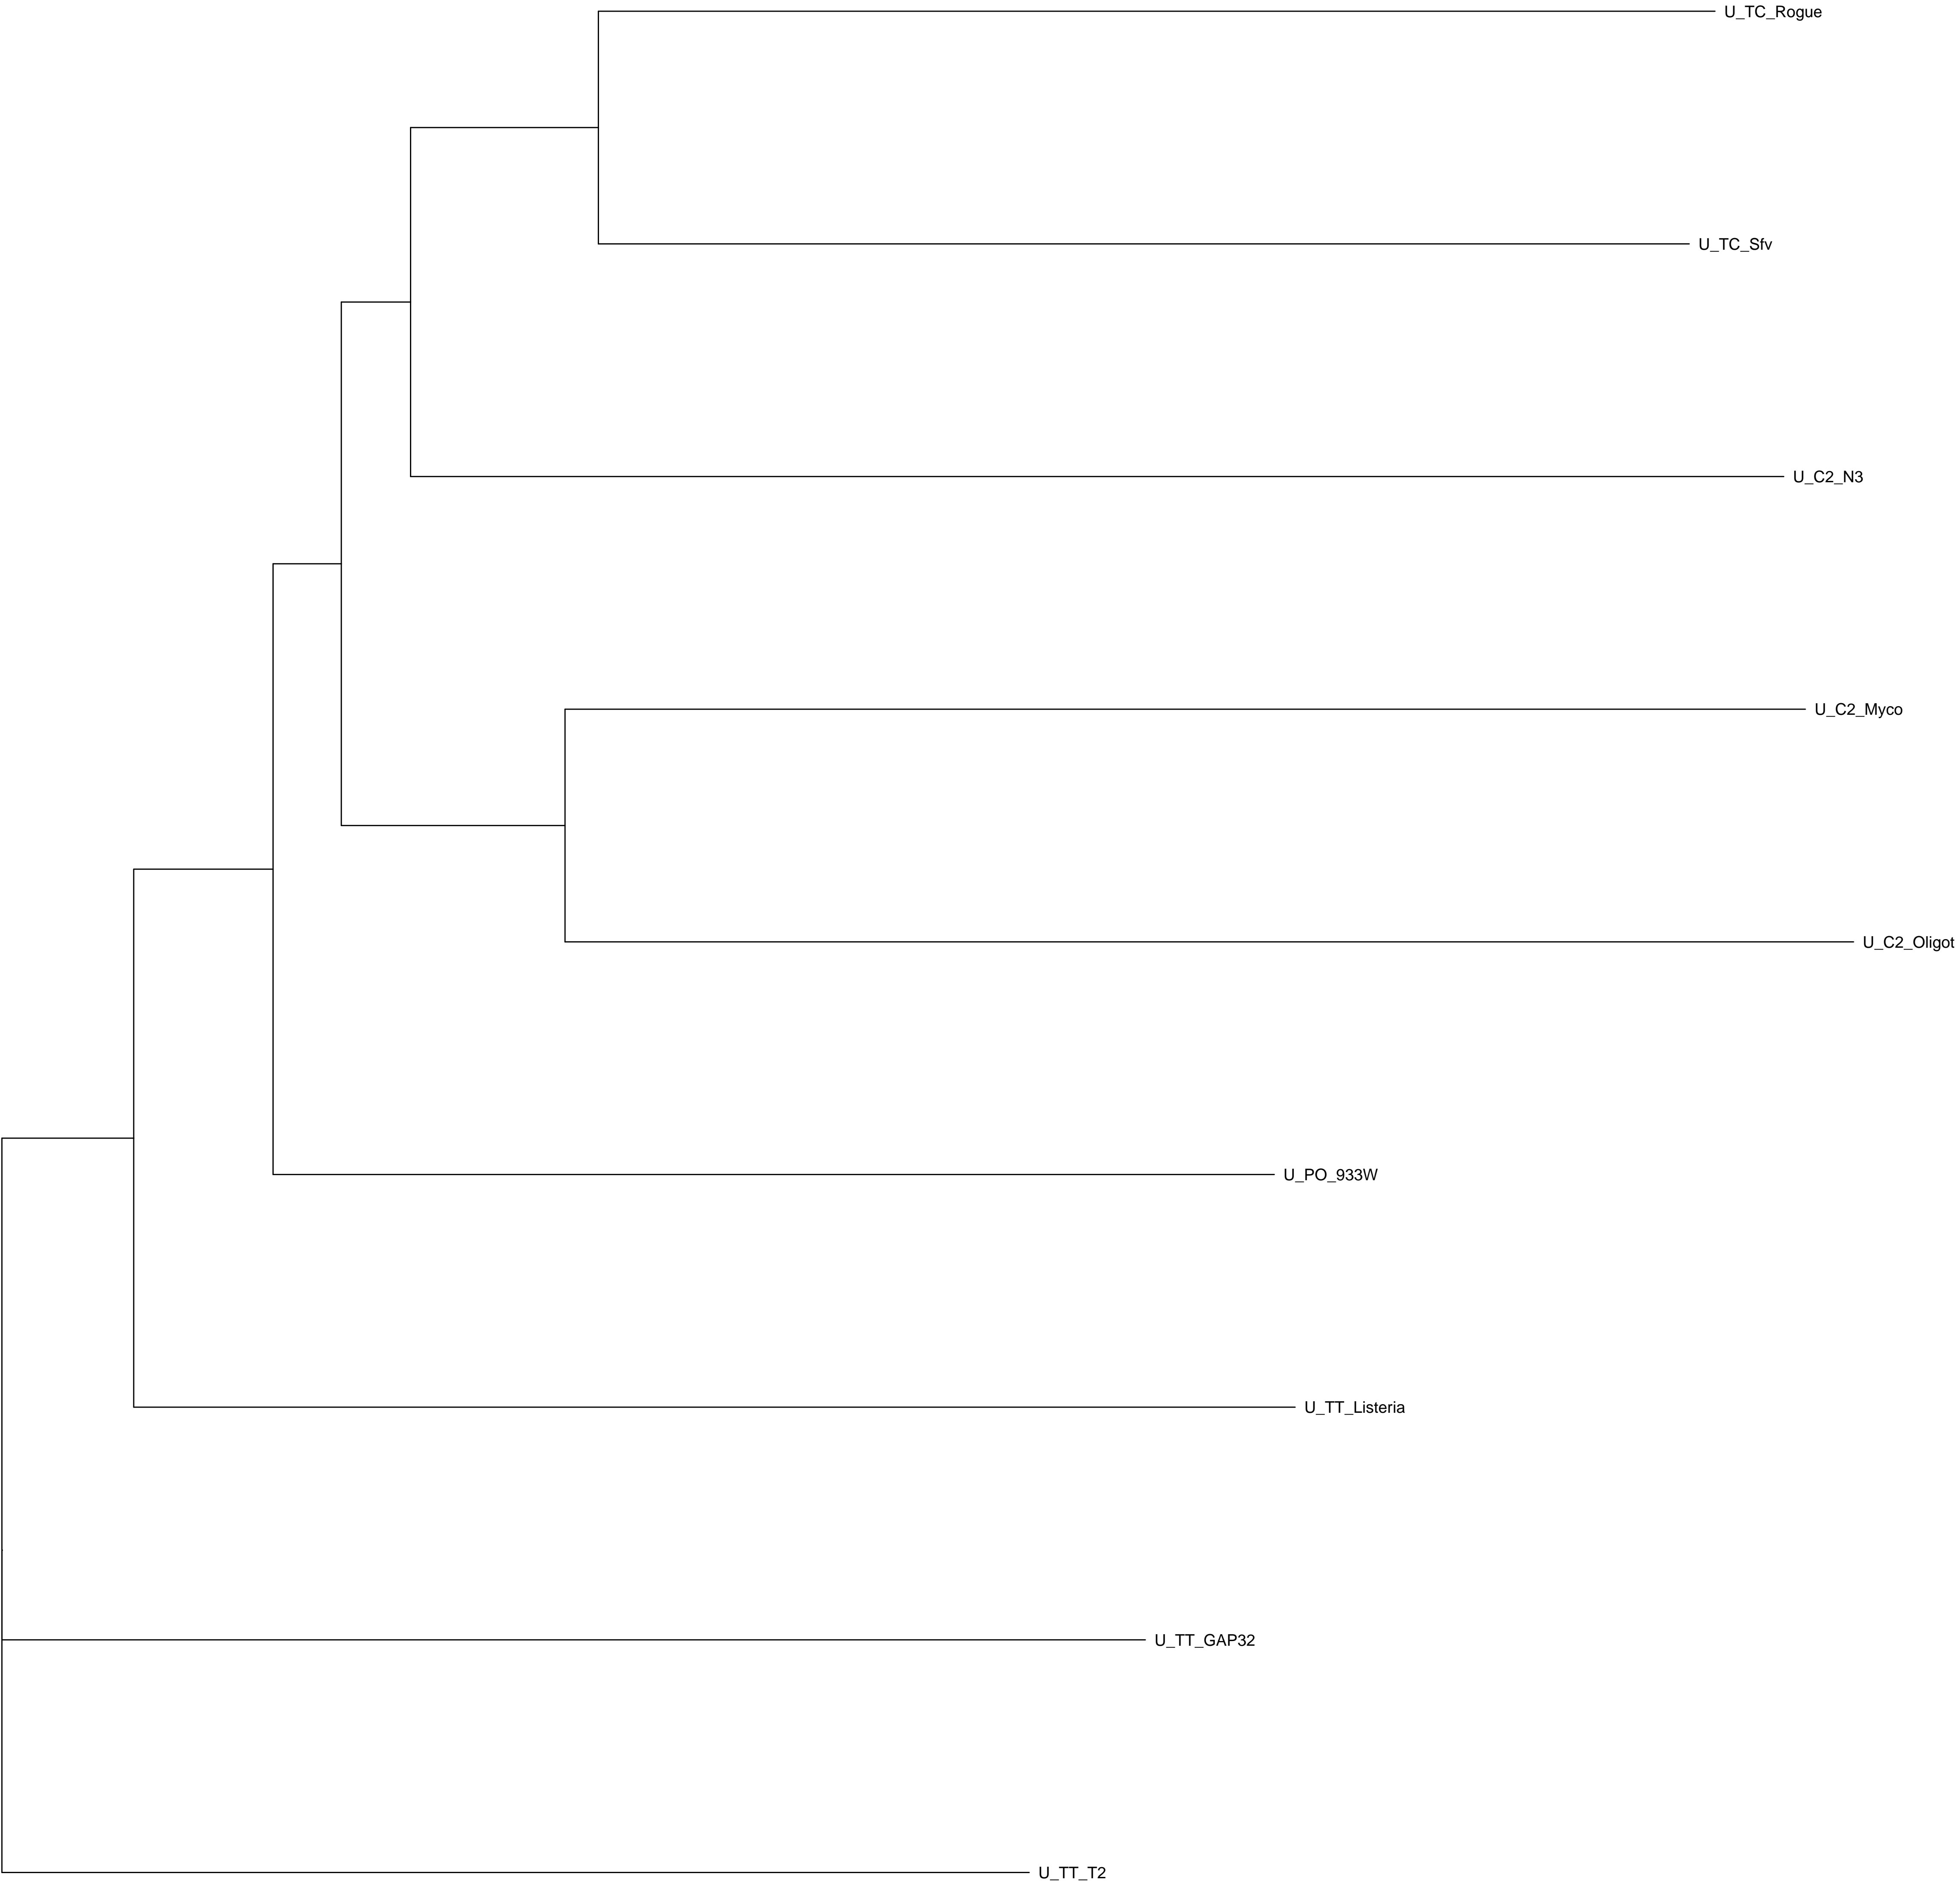 U_TC_Rogue
U_TC_Sfv
U_C2_N3
U_C2_Myco
U_C2_Oligot
U_PO_933W
U_TT_Listeria
U_TT_GAP32
U_TT_T2